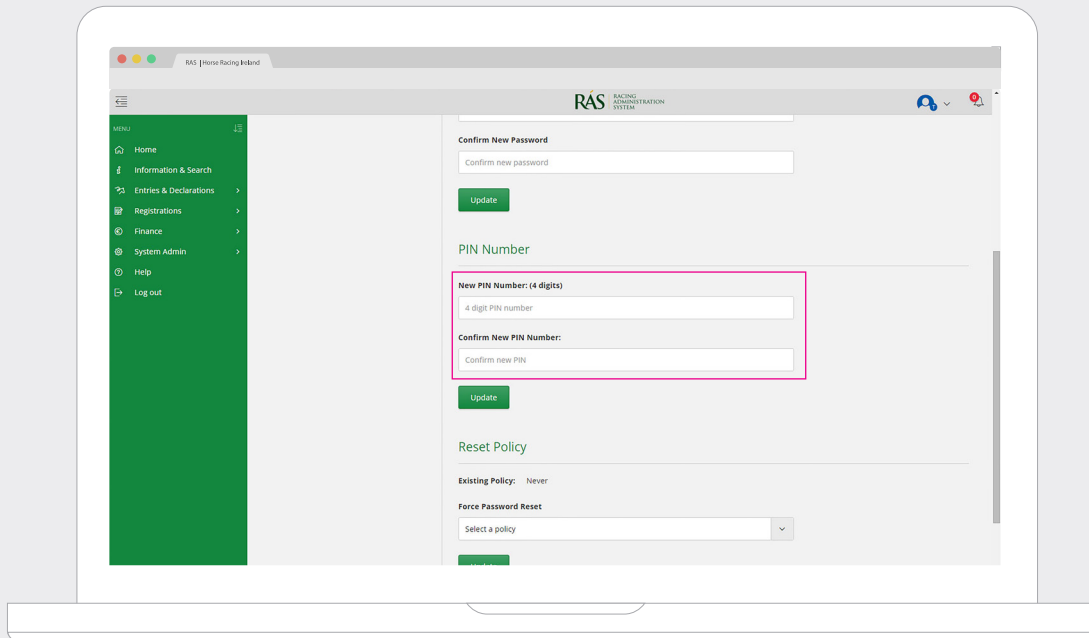 RAS | Horse Racing Ireland
RÁS RACING ADMINISTRATION SYSTEM
0
MENU
Home
Information & Search
Entries & Declarations
Registrations
Finance
System Admin
Help
Log out
Confirm New Password
Confirm new password
Update
PIN Number
New PIN Number: (4 digits)
4 digit PIN number
Confirm New PIN Number:
Confirm new PIN
Update
Reset Policy
Existing Policy: Never
Force Password Reset
Select a policy